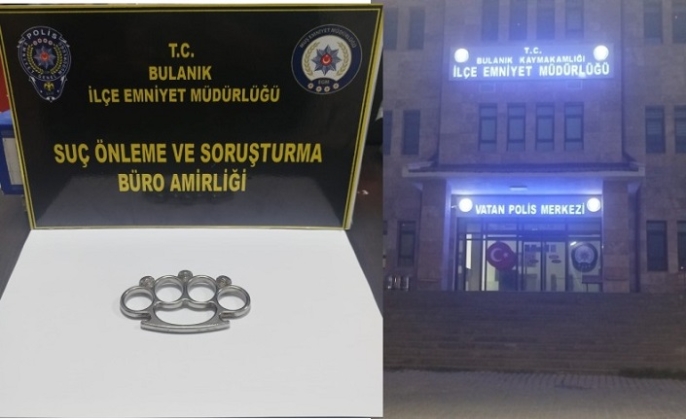 POLİS
T.C.
BULANIK
İLÇE EMNİYET MÜDÜRLÜĞÜ
SUÇ ÖNLEME VE SORUŞTURMA
BÜRO AMİRLİĞİ
T.C.
BULANIK KAYMAKAMLIĞI
İLÇE EMNİYET MÜDÜRLÜĞÜ
VATAN POLİS MERKEZİ